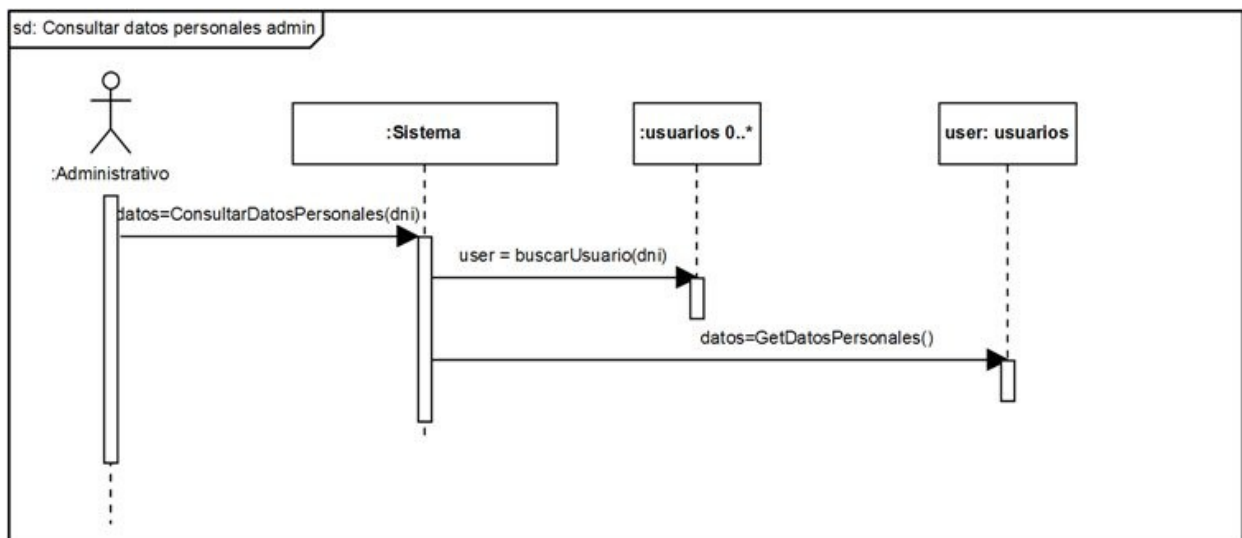 sd: Consultar datos personales admin
:Sistema
:usuarios 0..*
user: usuarios
:Administrativo
datos=ConsultarDatosPersonales(dni)
user = buscarUsuario(dni)
datos=GetDatosPersonales()